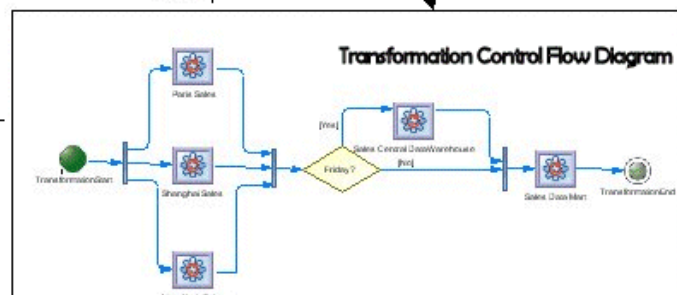 Transformation Control Flow Diagram
Paris Sales
[Yes]
Sales Central DataWarehouse
[No]
TransformationStart
Shanghai Sales
Friday?
Sales Data Mart
TransformationEnd